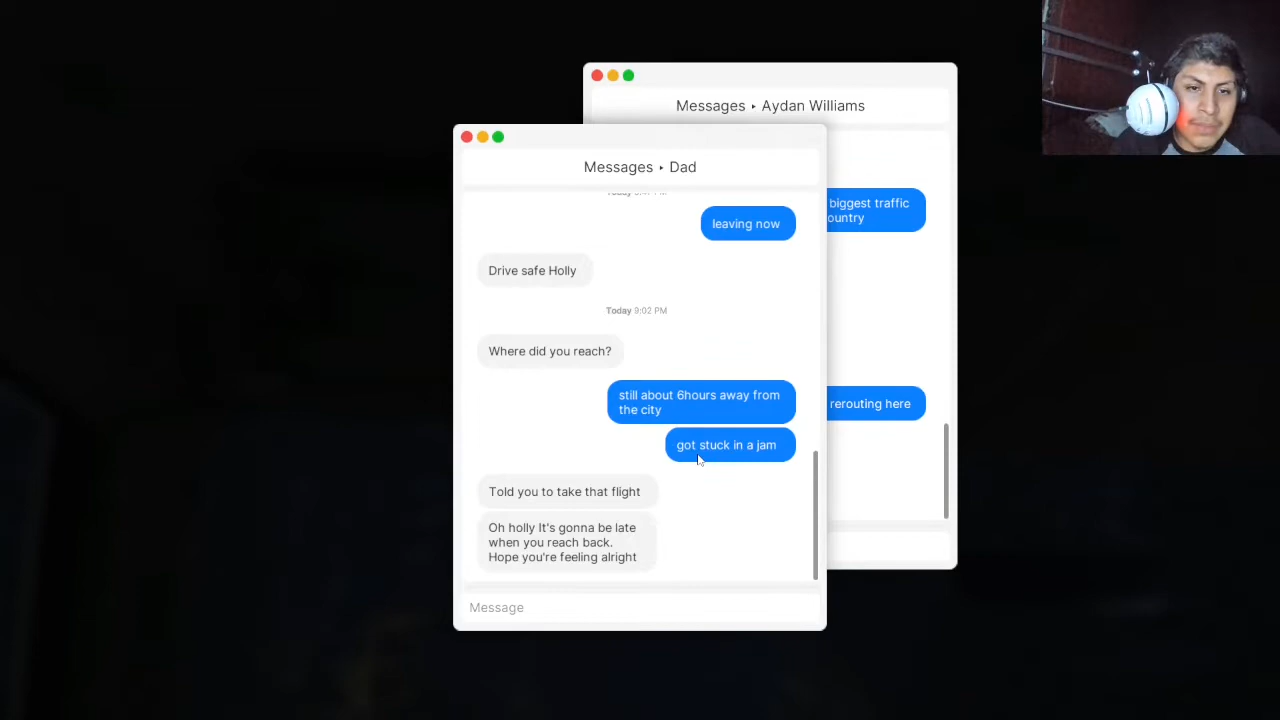 Messages ▸ Aydan Williams
biggest traffic
ountry
rerouting here
Messages ▸ Dad
leaving now
Drive safe Holly
Today 9:02 PM
Where did you reach?
still about 6hours away from
the city
got stuck in a jam
Told you to take that flight
Oh holly It's gonna be late
when you reach back.
Hope you're feeling alright
Message